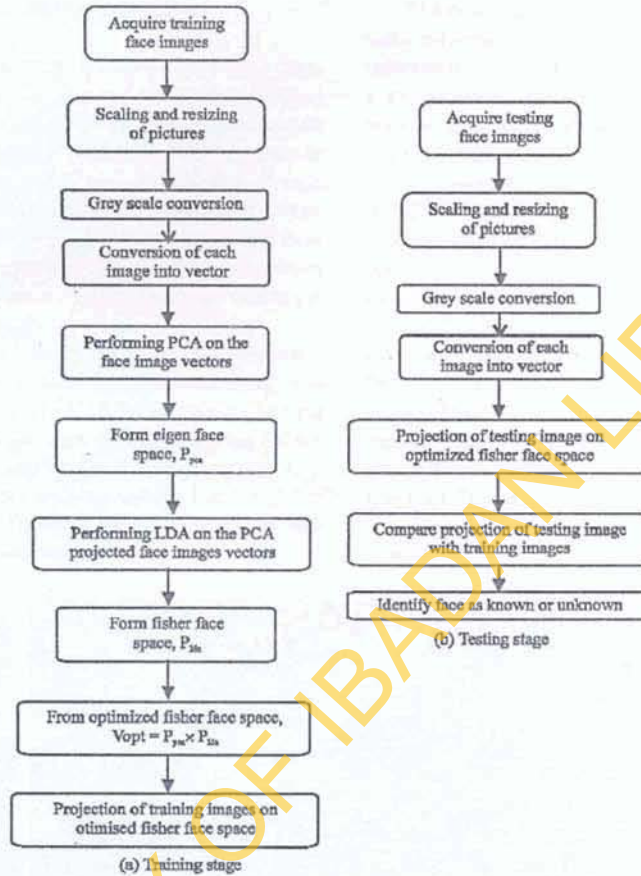 Acquire training
face images
Scaling and resizing
of pictures
Grey scale conversion
Conversion of each
image into vector
Performing PCA on the
face image vectors
Form eigen face
space, P
Performing LDA on the PCA
projected face images vectors
Form fisher face
space, P
From optimized fisher face space,
Vopt = P × P
Projection of training images on
otimised fisher face space
(a) Training stage
Acquire testing
face images
Scaling and resizing
of pictures
Grey scale conversion
Conversion of each
image into vector
Projection of testing image on
optimized fisher face space
Compare projection of testing image
with training images
Identify face as known or unknown
(b) Testing stage
OF IBADAN